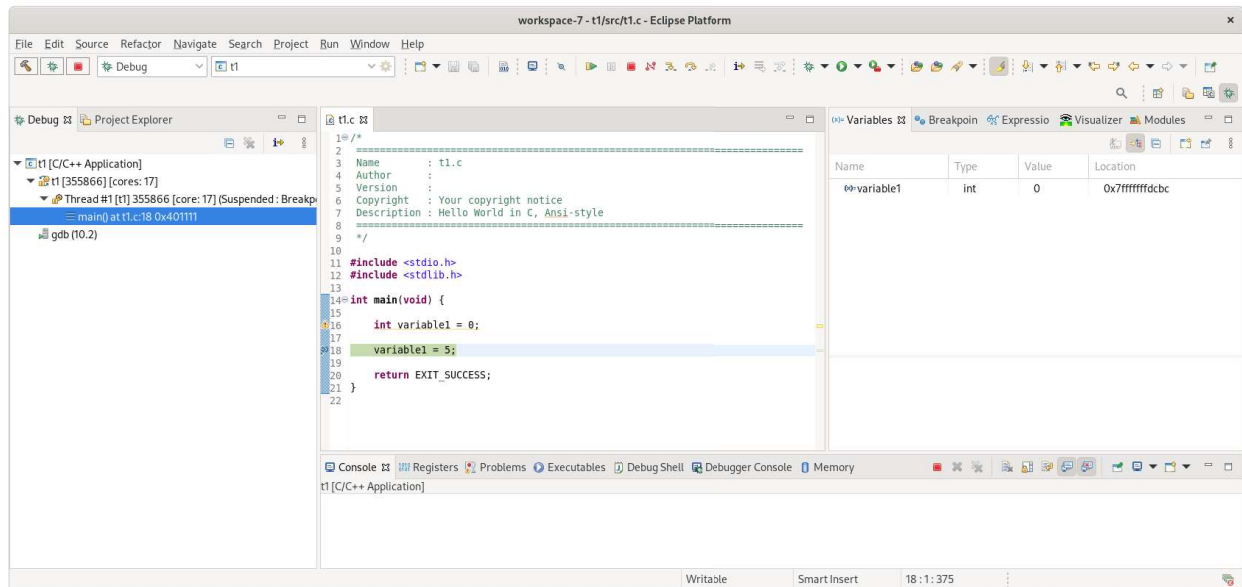 workspace-7 - t1/src/t1.c - Eclipse Platform
File Edit Source Refactor Navigate Search Project Run Window Help
Debug t1
Debug Project Explorer
t1 [C/C++ Application]
t1 [355866] [cores: 17]
Thread #1 [t1] 355866 [core: 17] (Suspended : Breakp
main() at t1.c:18 0x401111
gdb (10.2)
t1.c
1 /*
2 ============================================================================
3 Name : t1.c
4 Author :
5 Version :
6 Copyright : Your copyright notice
7 Description : Hello World in C, Ansi-style
8 ============================================================================
9 */
10
11 #include <stdio.h>
12 #include <stdlib.h>
13
14 int main(void) {
15
16 int variable1 = 0;
17
18 variable1 = 5;
19
20 return EXIT_SUCCESS;
21 }
22
(x)= Variables Breakpoin Expressio Visualizer Modules
Name Type Value Location
(x)= variable1 int 0 0x7fffffffdcbc
Console Registers Problems Executables Debug Shell Debugger Console Memory
t1 [C/C++ Application]
Writable Smart Insert 18 : 1 : 375